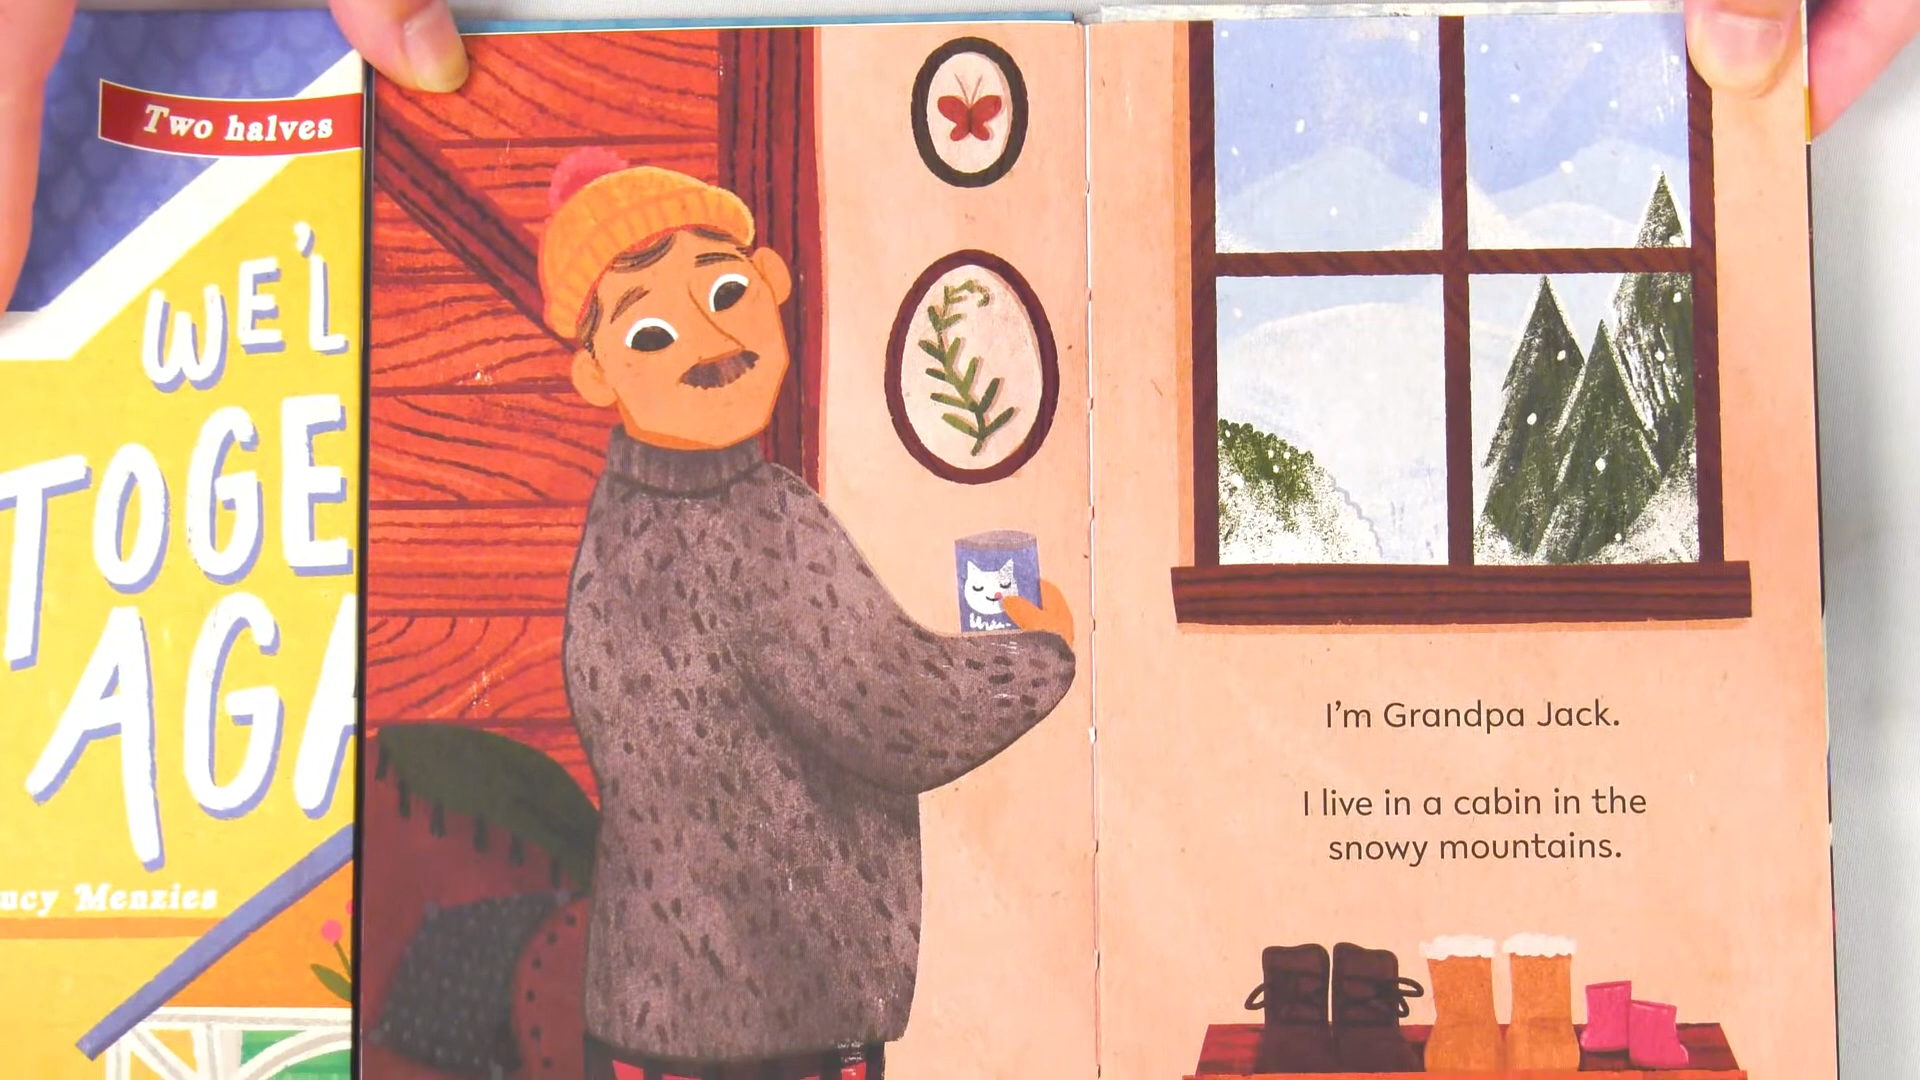 Two halves
WE'L
TOGE
AGA
ucy Menzies
I'm Grandpa Jack.
I live in a cabin in the
snowy mountains.